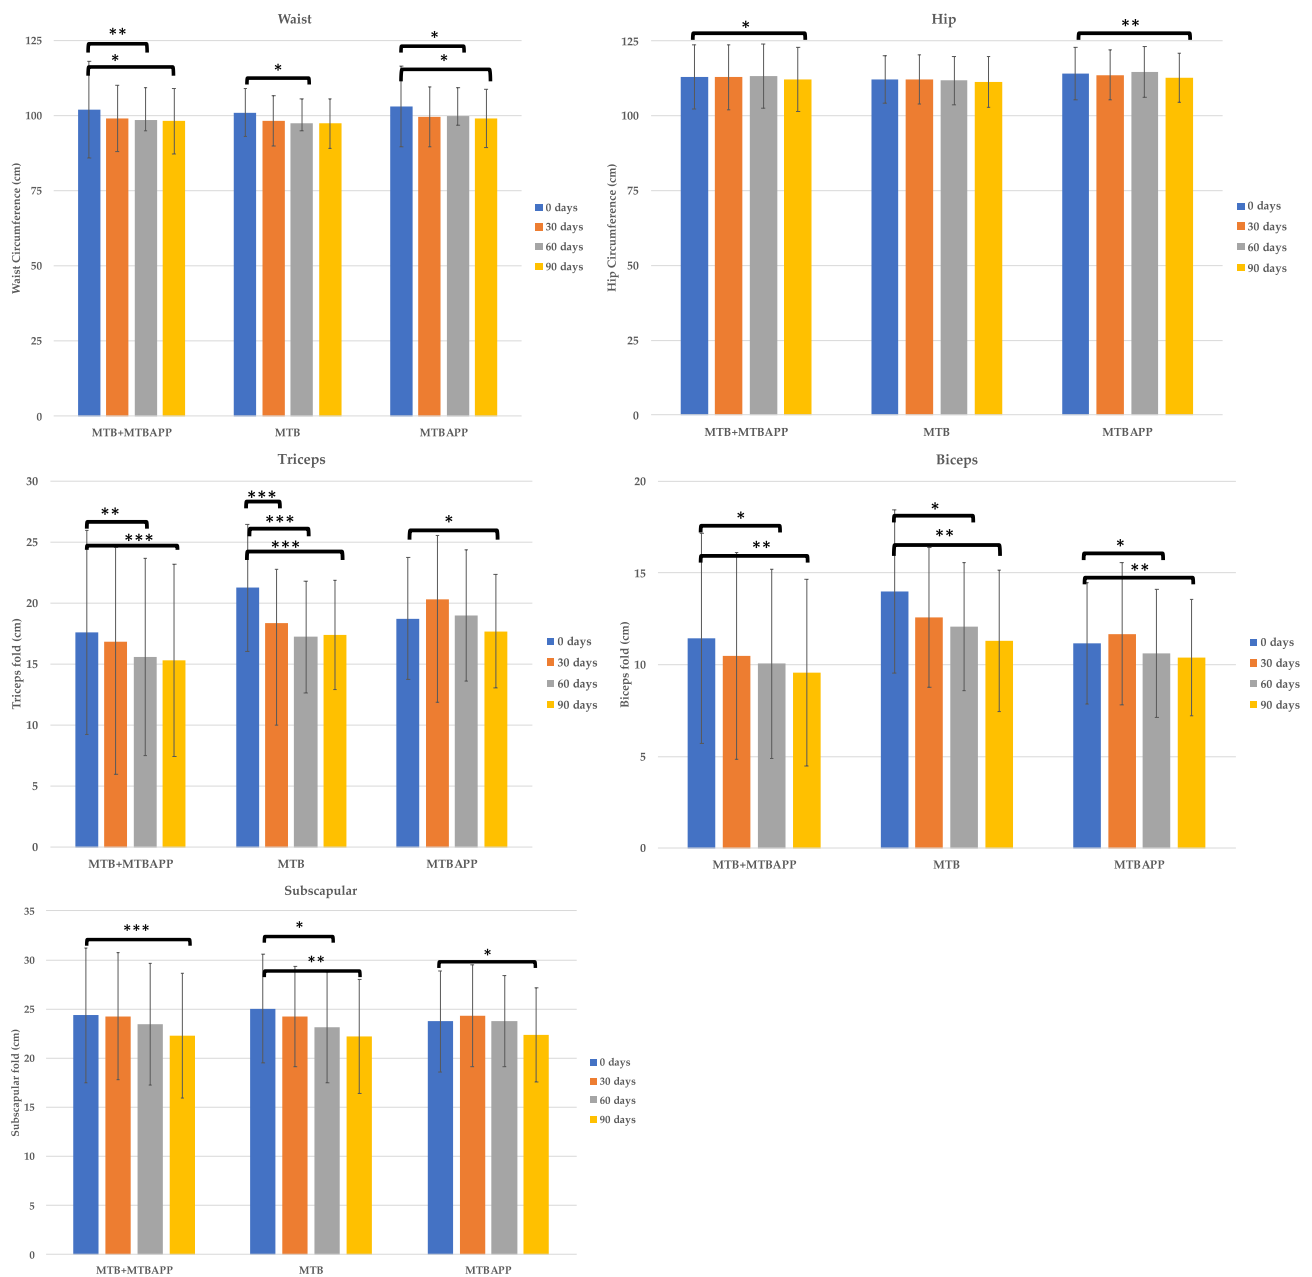 Waist
**
*
*
*
*
125
100
75
50
25
0
Waist Circumference (cm)
MTB+MTBAPP MTB MTBAPP
0 days
30 days
60 days
90 days
Hip
*
**
125
100
75
50
25
0
Hip Circumference (cm)
MTB+MTBAPP MTB MTBAPP
0 days
30 days
60 days
90 days
Triceps
**
***
***
***
***
*
30
25
20
15
10
5
0
Triceps fold (cm)
MTB+MTBAPP MTB MTBAPP
0 days
30 days
60 days
90 days
Biceps
*
**
*
**
*
**
20
15
10
5
0
Biceps fold (cm)
MTB+MTBAPP MTB MTBAPP
0 days
30 days
60 days
90 days
Subscapular
***
*
**
*
35
30
25
20
15
10
5
0
Subscapular fold (cm)
MTB+MTBAPP MTB MTBAPP
0 days
30 days
60 days
90 days